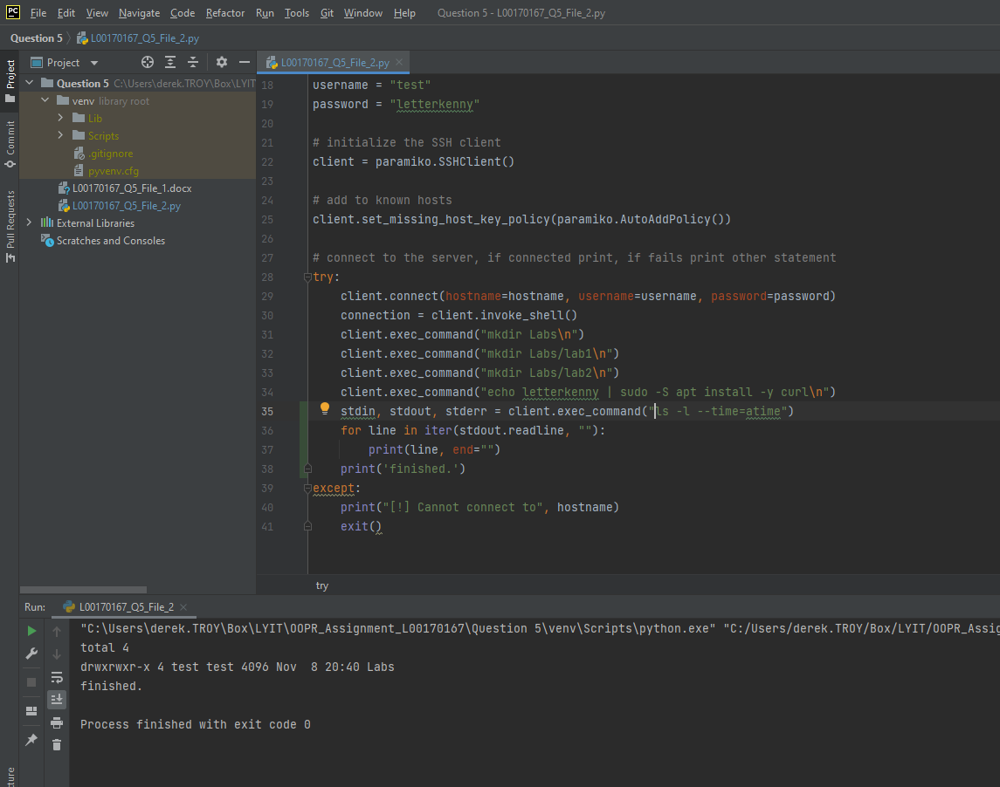 PC File Edit View Navigate Code Refactor Run Tools Git Window Help Question 5 - L00170167_Q5_File_2.py
Question 5 L00170167_Q5_File_2.py
Project
Commit
Pull Requests
Project
Question 5 C:\Users\derek.TROY\Box\LYIT
venv library root
Lib
Scripts
.gitignore
pyvenv.cfg
L00170167_Q5_File_1.docx
L00170167_Q5_File_2.py
External Libraries
Scratches and Consoles
L00170167_Q5_File_2.py
18 username = "test"
19 password = "letterkenny"
20
21 # initialize the SSH client
22 client = paramiko.SSHClient()
23
24 # add to known hosts
25 client.set_missing_host_key_policy(paramiko.AutoAddPolicy())
26
27 # connect to the server, if connected print, if fails print other statement
28 try:
29     client.connect(hostname=hostname, username=username, password=password)
30     connection = client.invoke_shell()
31     client.exec_command("mkdir Labs\n")
32     client.exec_command("mkdir Labs/lab1\n")
33     client.exec_command("mkdir Labs/lab2\n")
34     client.exec_command("echo letterkenny | sudo -S apt install -y curl\n")
35     stdin, stdout, stderr = client.exec_command("ls -l --time=atime")
36     for line in iter(stdout.readline, ""):
37         print(line, end="")
38     print('finished.')
39 except:
40     print("[!] Cannot connect to", hostname)
41     exit()
try
Run: L00170167_Q5_File_2
"C:\Users\derek.TROY\Box\LYIT\OOPR_Assignment_L00170167\Question 5\venv\Scripts\python.exe" "C:/Users/derek.TROY/Box/LYIT/OOPR_Assig
total 4
drwxrwxr-x 4 test test 4096 Nov  8 20:40 Labs
finished.
Process finished with exit code 0